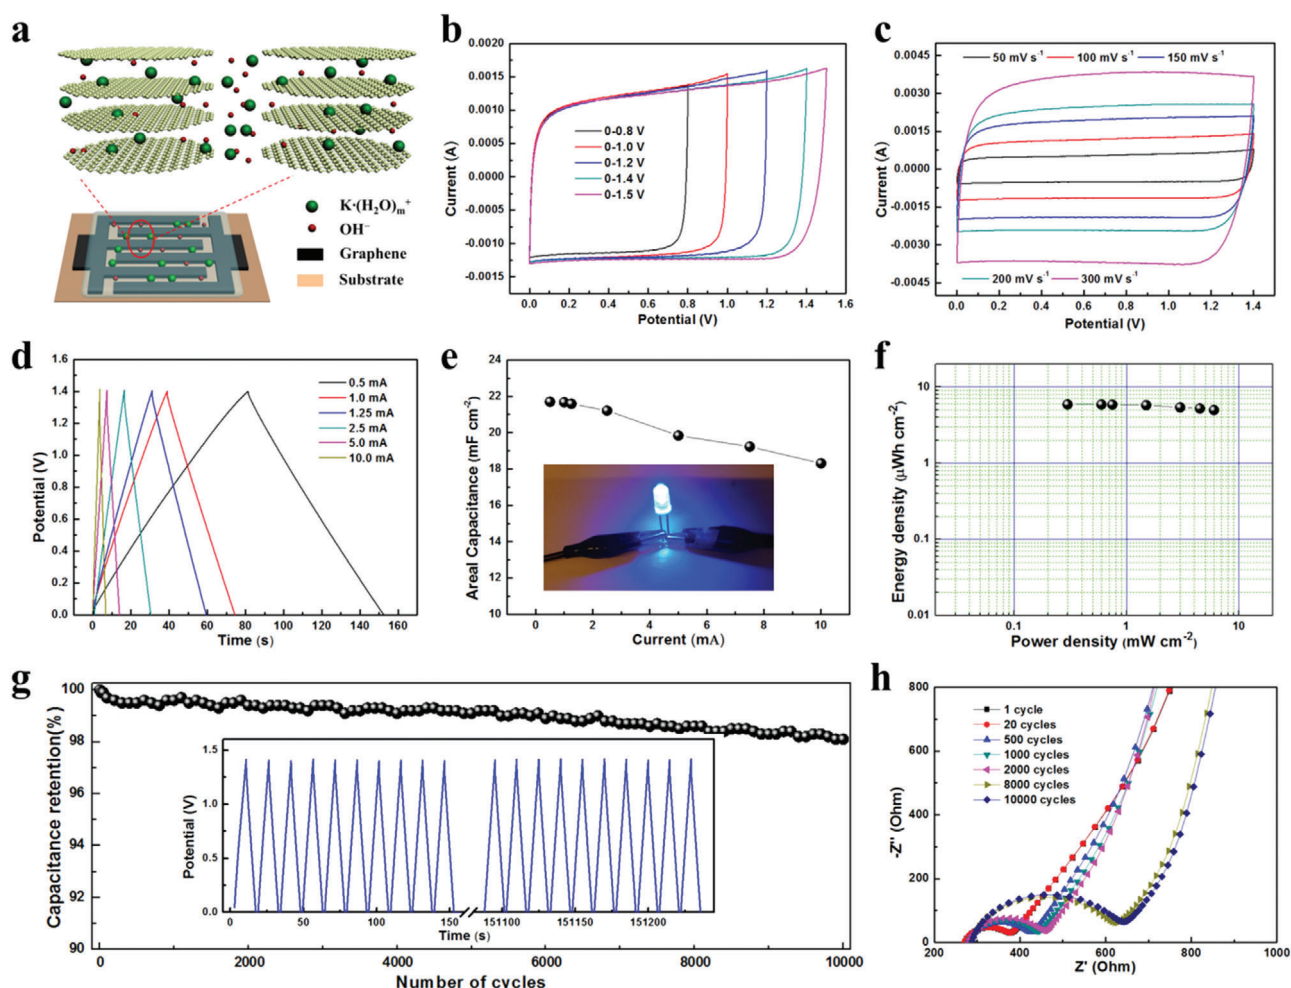 a
K·(H₂O)ₘ⁺
OH⁻
Graphene
Substrate
b
0.0020
0.0015
0.0010
0.0005
0.0000
-0.0005
-0.0010
-0.0015
Current (A)
0-0.8 V
0-1.0 V
0-1.2 V
0-1.4 V
0-1.5 V
0.0 0.2 0.4 0.6 0.8 1.0 1.2 1.4 1.6
Potential (V)
c
0.0045
0.0030
0.0015
0.0000
-0.0015
-0.0030
-0.0045
Current (A)
50 mV s⁻¹ 100 mV s⁻¹ 150 mV s⁻¹
200 mV s⁻¹ 300 mV s⁻¹
0.0 0.2 0.4 0.6 0.8 1.0 1.2 1.4
Potential (V)
d
1.6
1.4
1.2
1.0
0.8
0.6
0.4
0.2
0.0
Potential (V)
0.5 mA
1.0 mA
1.25 mA
2.5 mA
5.0 mA
10.0 mA
0 20 40 60 80 100 120 140 160
Time (s)
e
24
22
20
18
16
14
12
10
Areal Capacitance (mF cm⁻²)
0 2 4 6 8 10
Current (mA)
f
10
1
0.1
0.01
Energy density (μWh cm⁻²)
0.1 1 10
Power density (mW cm⁻²)
g
100
98
96
94
92
90
Capacitance retention(%)
1.5
1.0
0.5
0.0
Potential (V)
0 50 100 150 151100 151150 151200
Time (s)
0 2000 4000 6000 8000 10000
Number of cycles
h
800
600
400
200
0
-Z'' (Ohm)
1 cycle
20 cycles
500 cycles
1000 cycles
2000 cycles
8000 cycles
10000 cycles
200 400 600 800 1000
Z' (Ohm)